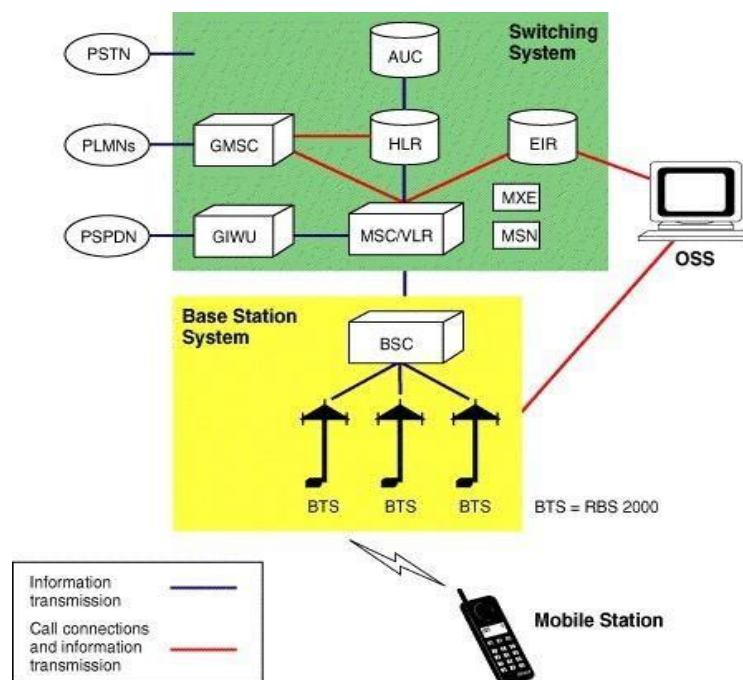 Switching
System
PSTN
AUC
PLMNs
GMSC
HLR
EIR
MXE
PSPDN
GIWU
MSC/VLR
MSN
OSS
Base Station
System
BSC
BTS
BTS
BTS
BTS = RBS 2000
Information
transmission
Call connections
and information
transmission
Mobile Station